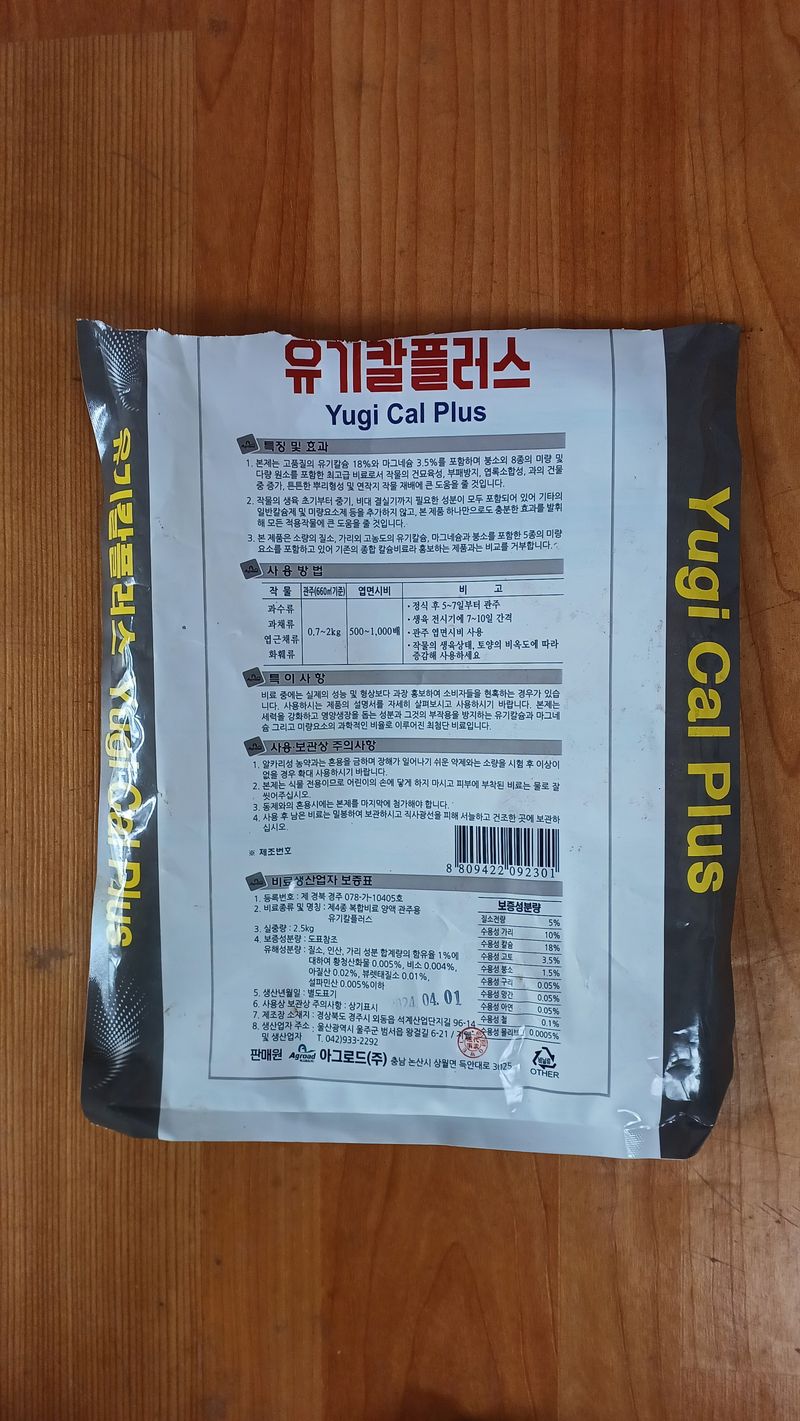 유기칼플러스
Yugi Cal Plus
특징 및 효과
1. 본제는 고품질의 유기칼슘 18%와 마그네슘 3.5%를 포함하며 붕소외 8종의 미량 및
다량 원소를 포함한 최고급 비료로서 작물의 건묘육성, 부패방지, 엽록소합성, 과의 건물
중 증가, 튼튼한 뿌리형성 및 연작지 작물 재배에 큰 도움을 줄 것입니다.
2. 작물의 생육 초기부터 중기, 비대 결실기까지 필요한 성분이 모두 포함되어 있어 기타의
일반칼슘제 및 미량요소제 등을 추가하지 않고, 본 제품 하나만으로도 충분한 효과를 발휘
해 모든 적용작물에 큰 도움을 줄 것입니다.
3. 본 제품은 소량의 질소, 가리외 고농도의 유기칼슘, 마그네슘과 붕소를 포함한 5종의 미량
요소를 포함하고 있어 기존의 종합 칼슘비료라 홍보하는 제품과는 비교를 거부합니다.
사용방법
작 물 관주(660㎡기준) 엽면시비 비 고
과수류
과채류
엽근채류
화훼류
0.7~2kg
500~1,000배
· 정식 후 5~7일부터 관주
· 생육 전시기에 7~10일 간격
· 관주 엽면시비 사용
· 작물의 생육상태, 토양의 비옥도에 따라
증감해 사용하세요
특이사항
비료 중에는 실제의 성능 및 형상보다 과장 홍보하여 소비자들을 현혹하는 경우가 있습
니다. 사용하시는 제품의 설명서를 자세히 살펴보시고 사용하시기 바랍니다. 본제는
세력을 강화하고 영양생장을 돕는 성분과 그것의 부작용을 방지하는 유기칼슘과 마그네
슘 그리고 미량요소의 과학적인 비율로 이루어진 최첨단 비료입니다.
사용·보관상 주의사항
1. 알카리성 농약과는 혼용을 금하며 장해가 일어나기 쉬운 약제와는 소량을 시험 후 이상이
없을 경우 확대 사용하시기 바랍니다.
2. 본제는 식물 전용이므로 어린이의 손에 닿게 하지 마시고 피부에 부착된 비료는 물로 잘
씻어주십시오.
3. 동제와의 혼용시에는 본제를 마지막에 첨가해야 합니다.
4. 사용 후 남은 비료는 밀봉하여 보관하시고 직사광선을 피해 서늘하고 건조한 곳에 보관하
십시오.
※ 제조번호
8 809422 092301
비료생산업자 보증표
1. 등록번호 : 제 경북 경주 078-가-10405호
2. 비료종류 및 명칭 : 제4종 복합비료 양액 관주용
유기칼플러스
3. 실중량 : 2.5kg
4. 보증성분량 : 도표참조
유해성분량 : 질소, 인산, 가리 성분 합계량의 함유율 1%에
대하여 황청산화물 0.005%, 비소 0.004%,
아질산 0.02%, 뷰렛태질소 0.01%,
설파민산 0.005%이하
5. 생산년월일 : 별도표기
2024 04.01
6. 사용상 보관상 주의사항 : 상기표시
7. 제조장 소재지 : 경상북도 경주시 외동읍 석계산업단지길 96-14
8. 생산업자 주소 : 울산광역시 울주군 범서읍 왕걸길 6-21 /
및 생산업자 T. 042)933-2292
보증성분량
질소전량 5%
수용성 가리 10%
수용성 칼슘 18%
수용성 고토 3.5%
수용성 붕소 1.5%
수용성 구리 0.05%
수용성 망간 0.05%
수용성 아연 0.05%
수용성 철 0.1%
수용성 몰리브 0.0005%
판매원 Agroad 아그로드(주) 충남 논산시 상월면 득안대로 3025
비닐류
OTHER
유기칼플러스 Yugi Cal Plus
Yugi Cal Plus